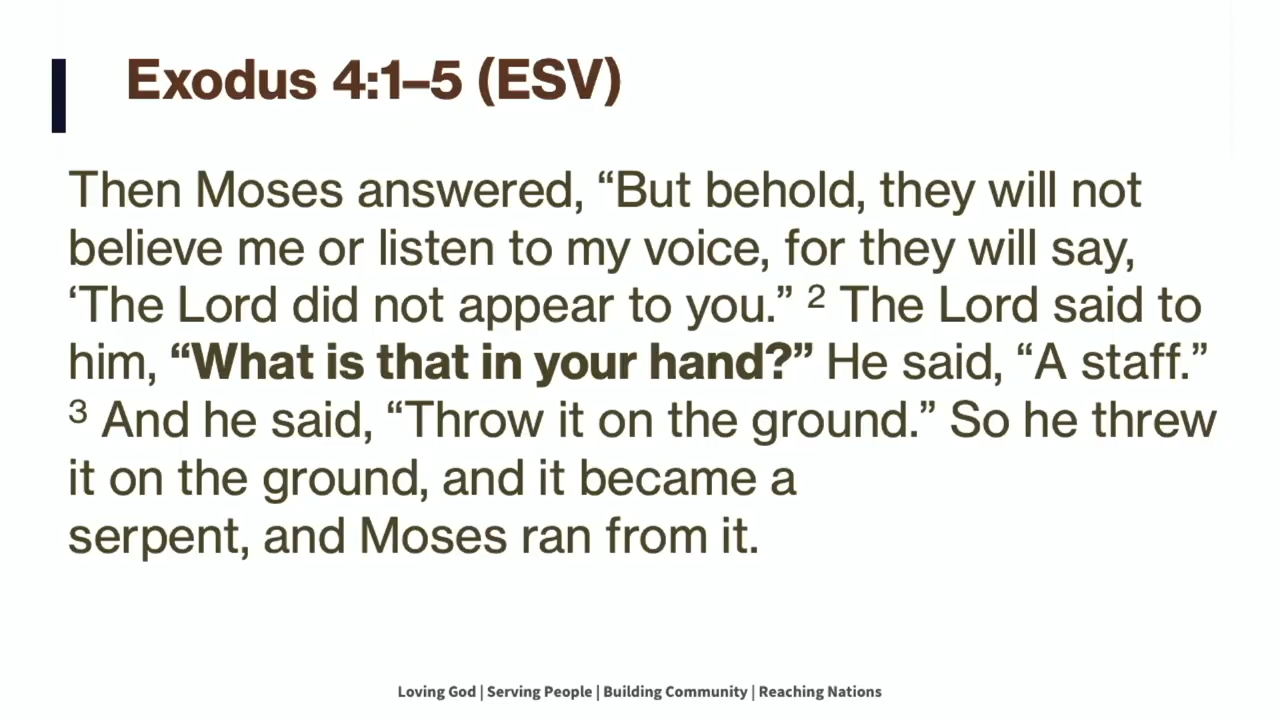 Exodus 4:1–5 (ESV)
Then Moses answered, “But behold, they will not
believe me or listen to my voice, for they will say,
‘The Lord did not appear to you.” 2 The Lord said to
him, “What is that in your hand?” He said, “A staff.”
3 And he said, “Throw it on the ground.” So he threw
it on the ground, and it became a
serpent, and Moses ran from it.
Loving God | Serving People | Building Community | Reaching Nations